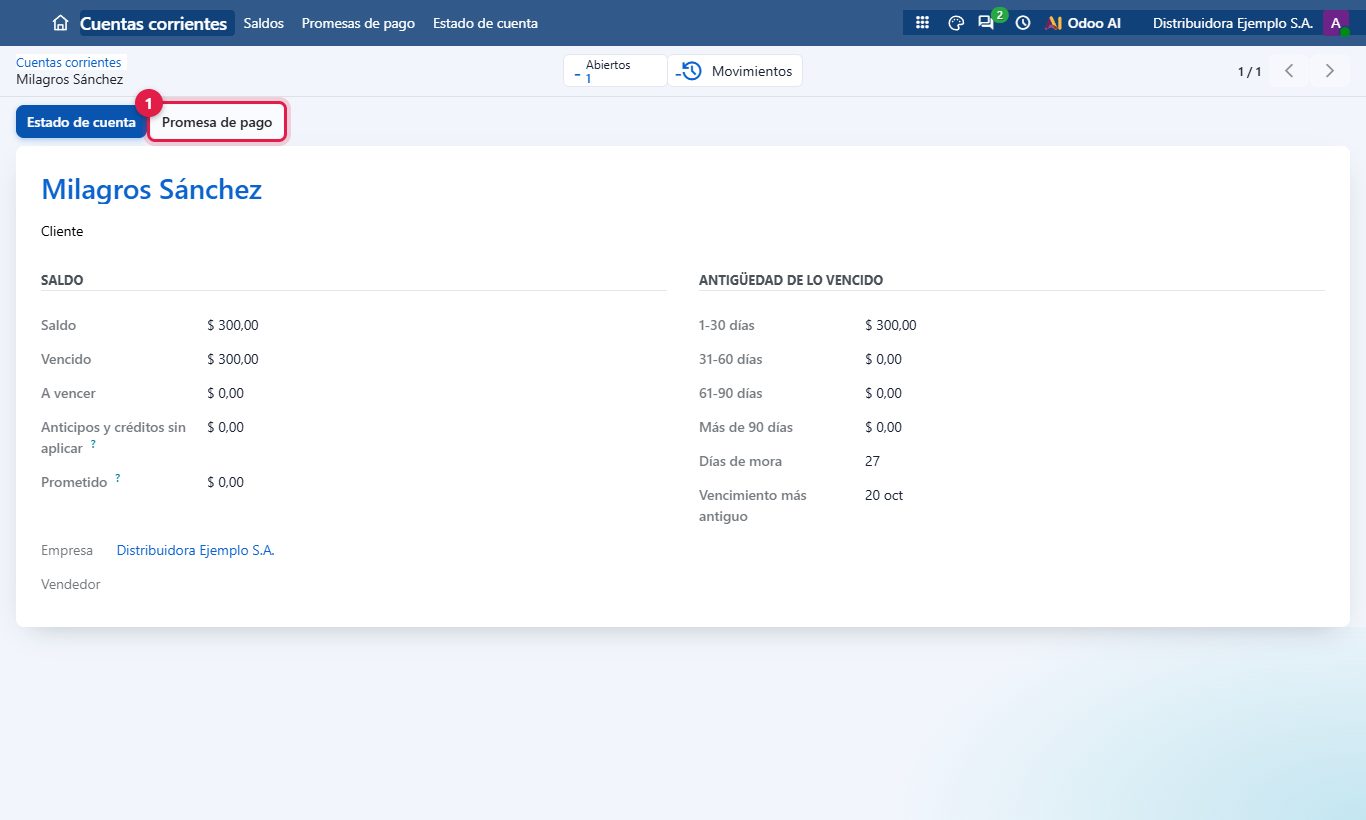 Cuentas corrientes Saldos Promesas de pago Estado de cuenta 2 Odoo AI Distribuidora Ejemplo S.A. A
Cuentas corrientes
Milagros Sánchez
Abiertos
1
Movimientos
1 / 1
1
Estado de cuenta Promesa de pago
Milagros Sánchez
Cliente
SALDO
Saldo $ 300,00
Vencido $ 300,00
A vencer $ 0,00
Anticipos y créditos sin $ 0,00
aplicar ?
Prometido ? $ 0,00
ANTIGÜEDAD DE LO VENCIDO
1-30 días $ 300,00
31-60 días $ 0,00
61-90 días $ 0,00
Más de 90 días $ 0,00
Días de mora 27
Vencimiento más 20 oct
antiguo
Empresa Distribuidora Ejemplo S.A.
Vendedor